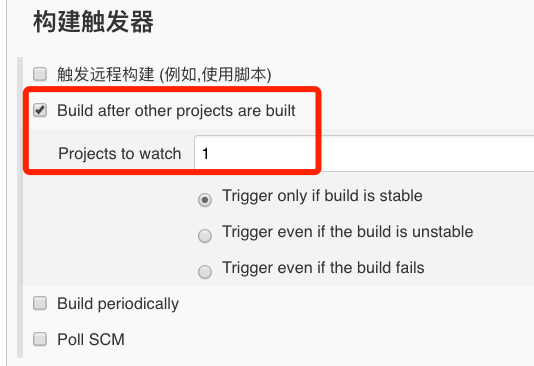 构建触发器
触发远程构建 (例如,使用脚本)
Build after other projects are built
Projects to watch 1
Trigger only if build is stable
Trigger even if the build is unstable
Trigger even if the build fails
Build periodically
Poll SCM